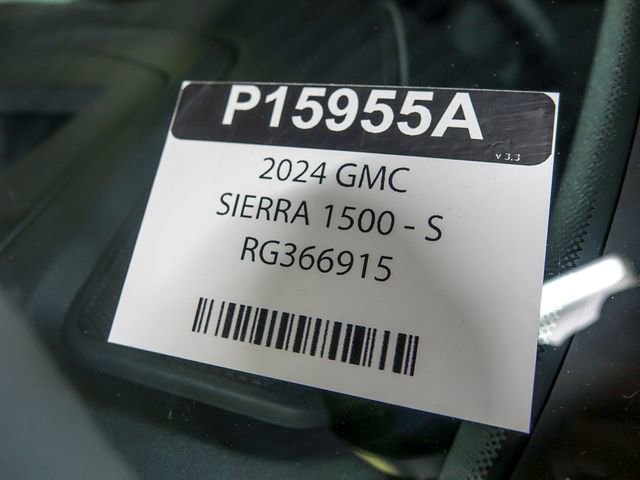 P15955A
v 3.3
2024 GMC
SIERRA 1500 - S
RG366915